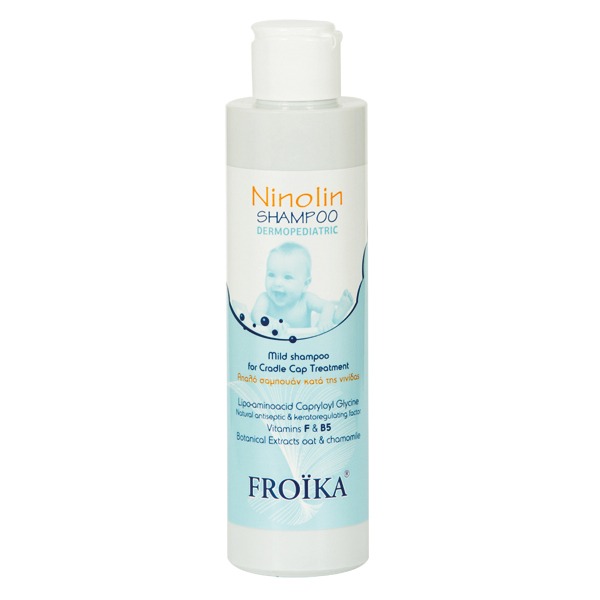 Ninolin
SHAMPOO
DERMOPEDIATRIC
Mild shampoo
for Cradle Cap Treatment
Απαλό σαμπουάν κατά της νινίδας
Lipo-aminoacid Capryloyl Glycine
Natural antiseptic & keratoregulating factor
Vitamins F & B5
Botanical Extracts oat & chamomile
FROÏKA®